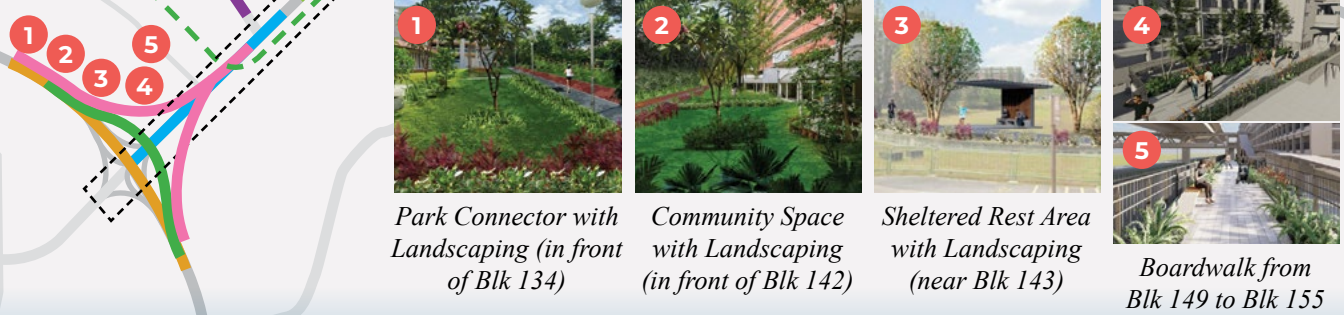 1
2
3
4
5
1
Park Connector with
Landscaping (in front
of Blk 134)
2
Community Space
with Landscaping
(in front of Blk 142)
3
Sheltered Rest Area
with Landscaping
(near Blk 143)
4
5
Boardwalk from
Blk 149 to Blk 155